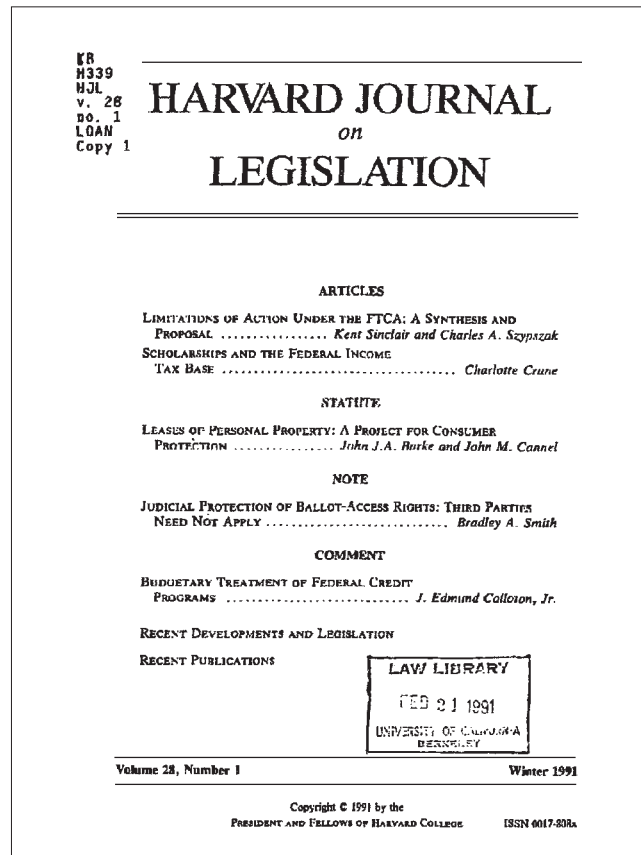 KR
H339
HJL
v. 28
no. 1
LOAN
Copy 1
HARVARD JOURNAL
on
LEGISLATION
ARTICLES
LIMITATIONS OF ACTION UNDER THE FTCA: A SYNTHESIS AND
PROPOSAL ................. Kent Sinclair and Charles A. Szypszak
SCHOLARSHIPS AND THE FEDERAL INCOME
TAX BASE .................................... Charlotte Crane
STATUTE
LEASES OF PERSONAL PROPERTY: A PROJECT FOR CONSUMER
PROTECTION ............... John J.A. Burke and John M. Cannel
NOTE
JUDICIAL PROTECTION OF BALLOT-ACCESS RIGHTS: THIRD PARTIES
NEED NOT APPLY ............................ Bradley A. Smith
COMMENT
BUDGETARY TREATMENT OF FEDERAL CREDIT
PROGRAMS ............................ J. Edmund, Jr.
RECENT DEVELOPMENTS AND LEGISLATION
RECENT PUBLICATIONS
LAW LIBRARY
FEB 21 1991
UNIVERSITY OF CALIFORNIA
BERKELEY
Volume 28, Number 1 Winter 1991
Copyright © 1991 by the
PRESIDENT AND FELLOWS OF HARVARD COLLEGE ISSN